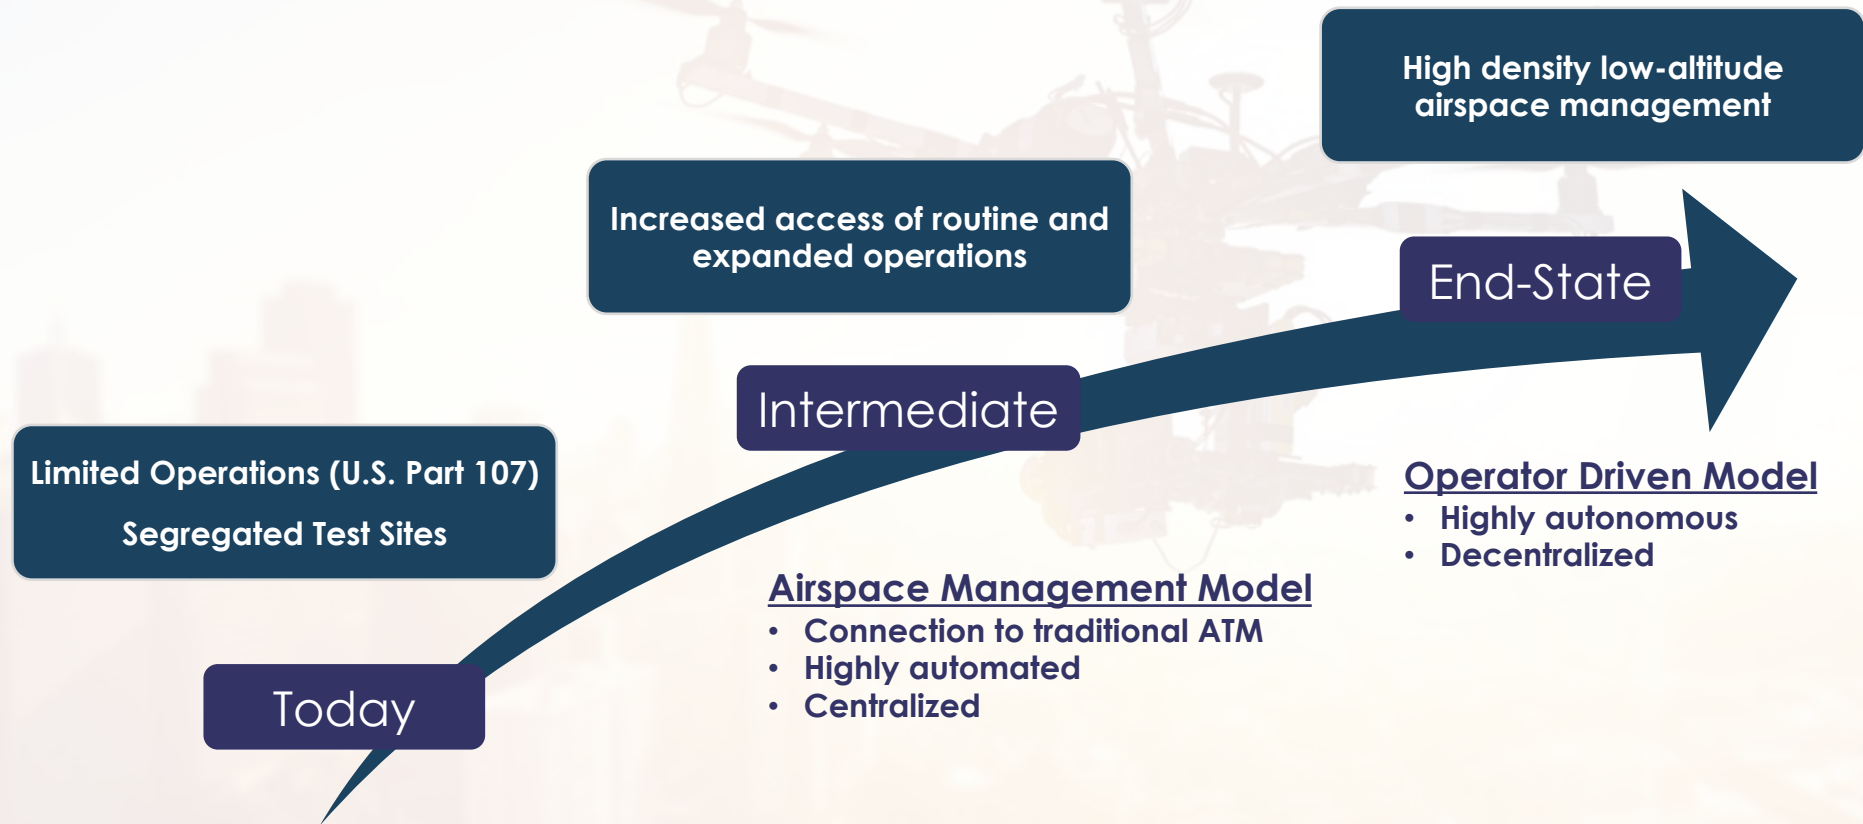 High density low-altitude
airspace management
Increased access of routine and
expanded operations
End-State
Intermediate
Limited Operations (U.S. Part 107)
Segregated Test Sites
Operator Driven Model
• Highly autonomous
• Decentralized
Airspace Management Model
• Connection to traditional ATM
• Highly automated
• Centralized
Today